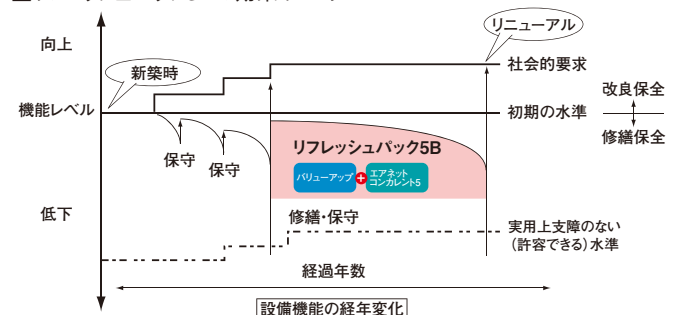 リニューアル
向上
新築時
社会的要求
改良保全
機能レベル
初期の水準
修繕保全
リフレッシュパック5B
保守
保守
バリューアップ
+
エアネット
コンカレント5
低下
修繕・保守
実用上支障のない
(許容できる)水準
経過年数
設備機能の経年変化